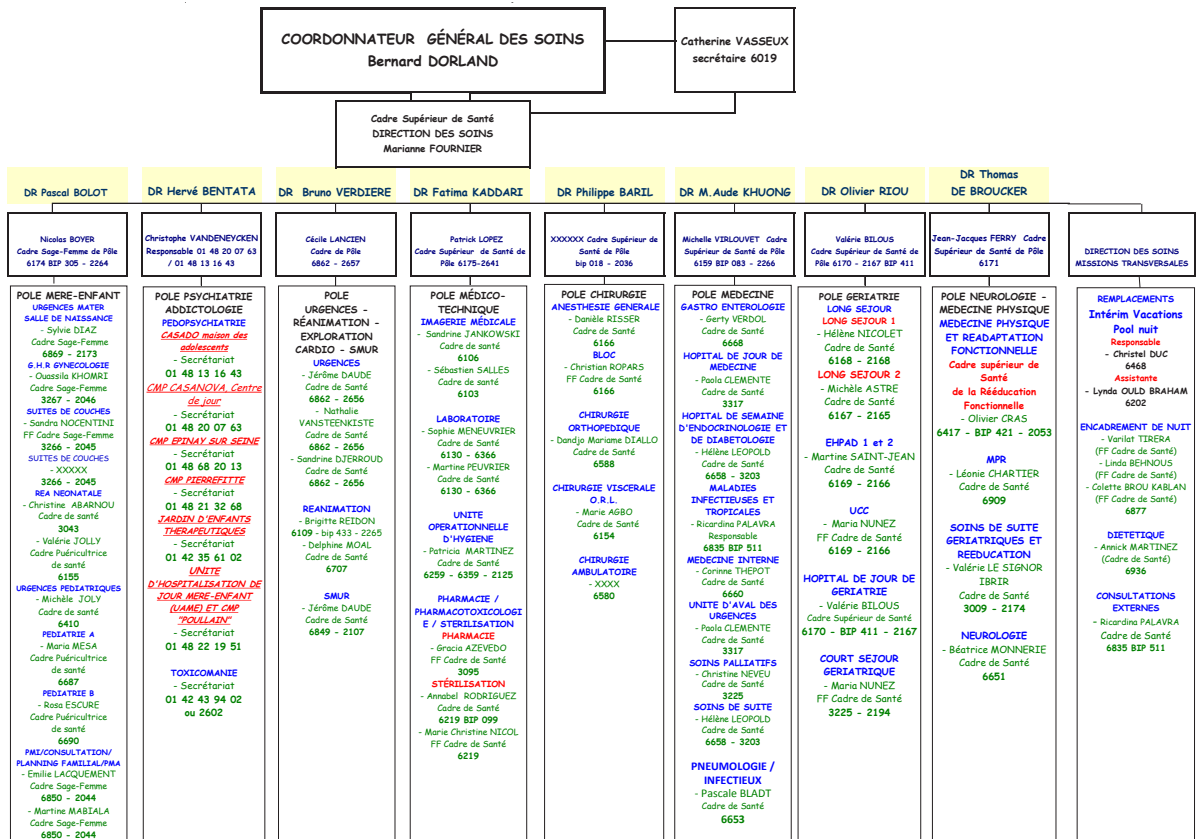 COORDONNATEUR GÉNÉRAL DES SOINS
Bernard DORLAND
Catherine VASSEUX
secrétaire 6019
Cadre Supérieur de Santé
DIRECTION DES SOINS
Marianne FOURNIER
DR Pascal BOLOT
DR Hervé BENTATA
DR Bruno VERDIERE
DR Fatima KADDARI
DR Philippe BARIL
DR M.Aude KHUONG
DR Olivier RIOU
DR Thomas
DE BROUCKER
Nicolas BOYER
Cadre Sage-Femme de Pôle
6174 BIP 305 - 2264
Christophe VANDENEYCKEN
Responsable 01 48 20 07 63
/ 01 48 13 16 43
Cécile LANCIEN
Cadre de Pôle
6862 - 2657
Patrick LOPEZ
Cadre Supérieur de Santé de
Pôle 6175-2641
XXXXXX Cadre Supérieur de
Santé de Pôle
bip 018 - 2036
Michelle VIRLOUVET Cadre
Supérieur de Santé de Pôle
6159 BIP 083 - 2266
Valérie BILOUS
Cadre Supérieur de Santé de
Pôle 6170 - 2167 BIP 411
Jean-Jacques FERRY Cadre
Supérieur de Santé de Pôle
6171
DIRECTION DES SOINS
MISSIONS TRANSVERSALES
POLE MERE-ENFANT
URGENCES MATER
SALLE DE NAISSANCE
- Sylvie DIAZ
Cadre Sage-Femme
6869 - 2173
G.H.R GYNECOLOGIE
- Ouassila KHOMRI
Cadre Sage-Femme
3267 - 2046
SUITES DE COUCHES
- Sandra NOCENTINI
FF Cadre Sage-Femme
3266 - 2045
SUITES DE COUCHES
- XXXXX
3266 - 2045
REA NEONATALE
- Christine ABARNOU
Cadre de santé
3043
- Valérie JOLLY
Cadre Puéricultrice
de santé
6155
URGENCES PEDIATRIQUES
- Michèle JOLY
Cadre de santé
6410
PEDIATRIE A
- Maria MESA
Cadre Puéricultrice
de santé
6687
PEDIATRIE B
- Rosa ESCURE
Cadre Puéricultrice
de santé
6690
PMI/CONSULTATION/
PLANNING FAMILIAL/PMA
- Emilie LACQUEMENT
Cadre Sage-Femme
6850 - 2044
- Martine MABIALA
Cadre Sage-Femme
6850 - 2044
POLE PSYCHIATRIE
ADDICTOLOGIE
PEDOPSYCHIATRIE
CASADO maison des
adolescents
- Secrétariat
01 48 13 16 43
CMP CASANOVA, Centre
de jour
- Secrétariat
01 48 20 07 63
CMP EPINAY SUR SEINE
- Secrétariat
01 48 68 20 13
CMP PIERREFITTE
- Secrétariat
01 48 21 32 68
JARDIN D'ENFANTS
THERAPEUTIQUES
- Secrétariat
01 42 35 61 02
UNITE
D'HOSPITALISATION DE
JOUR MERE-ENFANT
(UAME) ET CMP
"POULLAIN"
- Secrétariat
01 48 22 19 51
TOXICOMANIE
- Secrétariat
01 42 43 94 02
ou 2602
POLE
URGENCES -
RÉANIMATION -
EXPLORATION
CARDIO - SMUR
URGENCES
- Jérôme DAUDE
Cadre de Santé
6862 - 2656
- Nathalie
VANSTEENKISTE
Cadre de Santé
6862 - 2656
- Sandrine DJERROUD
Cadre de Santé
6862 - 2656
REANIMATION
- Brigitte REIDON
6109 - bip 433 - 2265
- Delphine MOAL
Cadre de Santé
6707
SMUR
- Jérôme DAUDE
Cadre de Santé
6849 - 2107
POLE MÉDICO-
TECHNIQUE
IMAGERIE MÉDICALE
- Sandrine JANKOWSKI
Cadre de santé
6106
- Sébastien SALLES
Cadre de santé
6103
LABORATOIRE
- Sophie MENEUVRIER
Cadre de Santé
6130 - 6366
- Martine PEUVRIER
Cadre de Santé
6130 - 6366
UNITE
OPERATIONNELLE
D'HYGIENE
- Patricia MARTINEZ
Cadre de Santé
6259 - 6359 - 2125
PHARMACIE /
PHARMACOTOXICOLOGI
E / STERILISATION
PHARMACIE
- Gracia AZEVEDO
FF Cadre de Santé
3095
STÉRILISATION
- Annabel RODRIGUEZ
Cadre de Santé
6219 BIP 099
- Marie Christine NICOL
FF Cadre de Santé
6219
POLE CHIRURGIE
ANESTHESIE GENERALE
- Danièle RISSER
Cadre de Santé
6166
BLOC
- Christian ROPARS
FF Cadre de Santé
6166
CHIRURGIE
ORTHOPEDIQUE
- Dandjo Mariame DIALLO
Cadre de Santé
6588
CHIRURGIE VISCERALE
O.R.L.
- Marie AGBO
Cadre de Santé
6154
CHIRURGIE
AMBULATOIRE
- XXXX
6580
POLE MEDECINE
GASTRO ENTEROLOGIE
- Gerty VERDOL
Cadre de Santé
6668
HOPITAL DE JOUR DE
MEDECINE
- Paola CLEMENTE
Cadre de Santé
3317
HOPITAL DE SEMAINE
D'ENDOCRINOLOGIE ET
DE DIABETOLOGIE
- Hélène LEOPOLD
Cadre de Santé
6658 - 3203
MALADIES
INFECTIEUSES ET
TROPICALES
- Ricardina PALAVRA
Responsable
6835 BIP 511
MEDECINE INTERNE
- Corinne THEPOT
Cadre de Santé
6660
UNITE D'AVAL DES
URGENCES
- Paola CLEMENTE
Cadre de Santé
3317
SOINS PALLIATIFS
- Christine NEVEU
Cadre de Santé
3225
SOINS DE SUITE
- Hélène LEOPOLD
Cadre de Santé
6658 - 3203
PNEUMOLOGIE /
INFECTIEUX
- Pascale BLADT
Cadre de Santé
6653
POLE GERIATRIE
LONG SEJOUR
LONG SEJOUR 1
- Hélène NICOLET
Cadre de Santé
6168 - 2168
LONG SEJOUR 2
- Michèle ASTRE
Cadre de Santé
6167 - 2165
EHPAD 1 et 2
- Martine SAINT-JEAN
Cadre de Santé
6169 - 2166
UCC
- Maria NUNEZ
FF Cadre de Santé
6169 - 2166
HOPITAL DE JOUR DE
GERIATRIE
- Valérie BILOUS
Cadre Supérieur de Santé
6170 - BIP 411 - 2167
COURT SEJOUR
GERIATRIQUE
- Maria NUNEZ
FF Cadre de Santé
3225 - 2194
POLE NEUROLOGIE -
MEDECINE PHYSIQUE
MEDECINE PHYSIQUE
ET READAPTATION
FONCTIONNELLE
Cadre supérieur de
Santé
de la Rééducation
Fonctionnelle
- Olivier CRAS
6417 - BIP 421 - 2053
MPR
- Léonie CHARTIER
Cadre de Santé
6909
SOINS DE SUITE
GERIATRIQUES ET
REEDUCATION
- Valérie LE SIGNOR
IBRIR
Cadre de Santé
3009 - 2174
NEUROLOGIE
- Béatrice MONNERIE
Cadre de Santé
6651
REMPLACEMENTS
Intérim Vacations
Pool nuit
Responsable
- Christel DUC
6468
Assistante
- Lynda OULD BRAHAM
6202
ENCADREMENT DE NUIT
- Varilat TIRERA
(FF Cadre de Santé)
- Linda BEHNOUS
(FF Cadre de Santé)
- Colette BROU KABLAN
(FF Cadre de Santé)
6877
DIETETIQUE
- Annick MARTINEZ
(Cadre de Santé)
6936
CONSULTATIONS
EXTERNES
- Ricardina PALAVRA
Cadre de Santé
6835 BIP 511